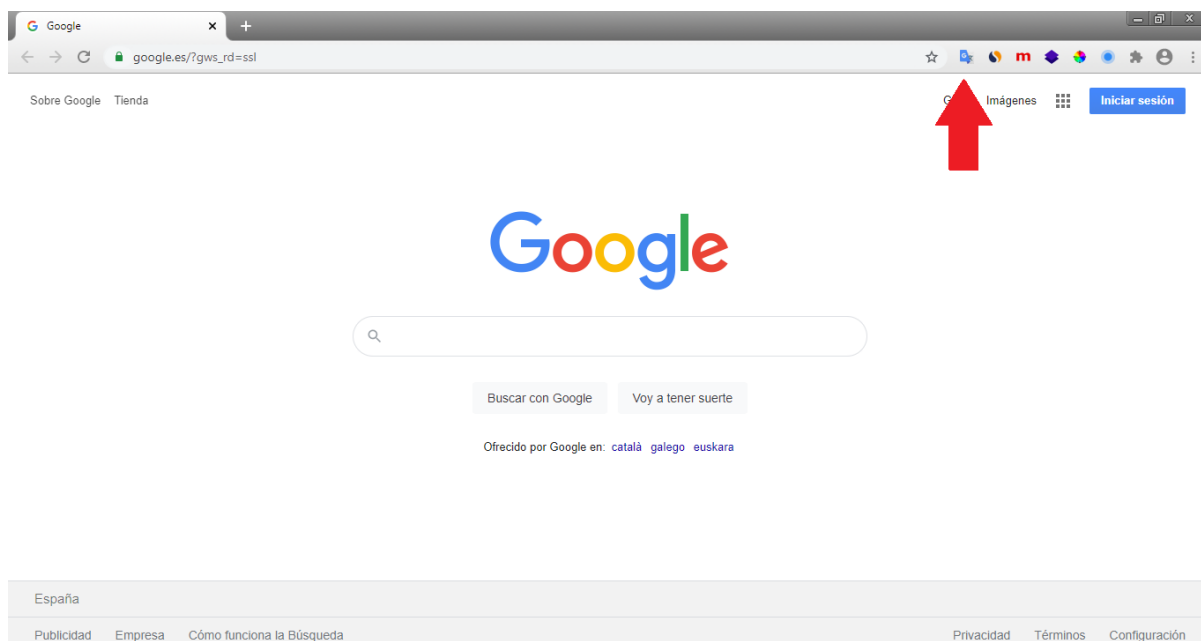 Google
google.es/?gws_rd=ssl
m
Sobre Google Tienda
Imágenes Iniciar sesión
Google
Buscar con Google Voy a tener suerte
Ofrecido por Google en: català galego euskara
España
Publicidad Empresa Cómo funciona la Búsqueda Privacidad Términos Configuración